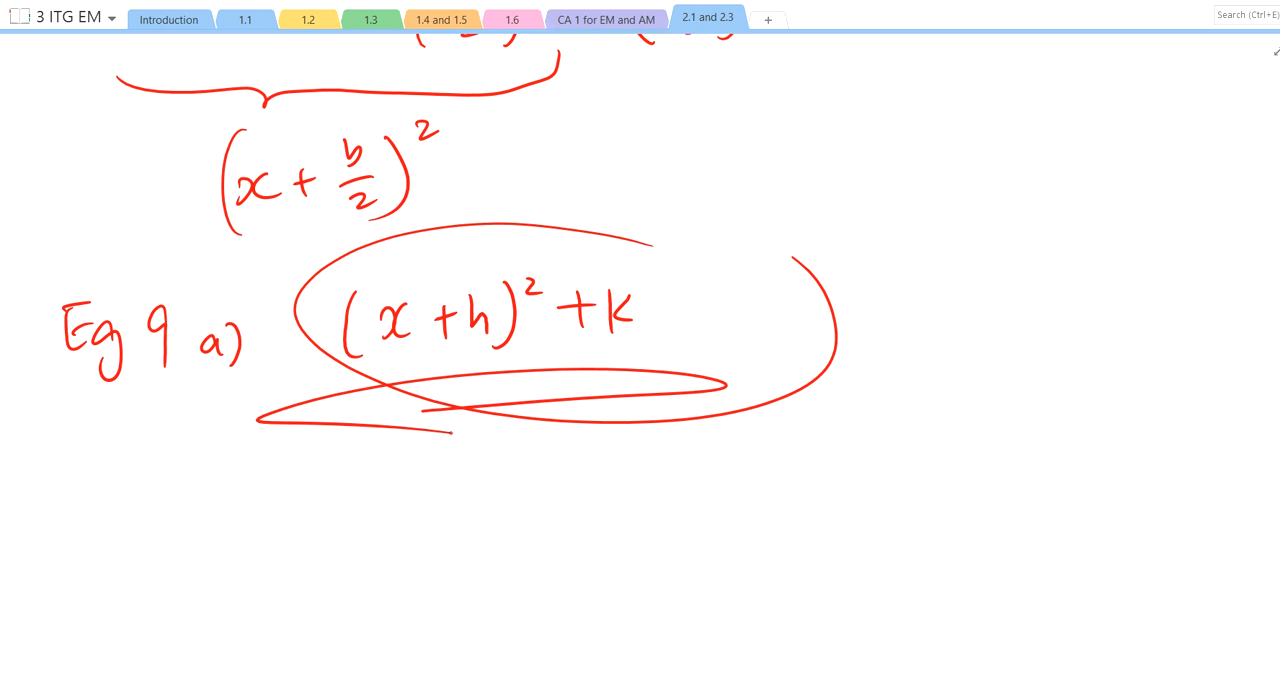 3 ITG EM
Introduction
1.1
1.2
1.3
1.4 and 1.5
1.6
CA 1 for EM and AM
2.1 and 2.3
+
Search (Ctrl+E)
(x + b/2)²
Eg 9 a) (x + h)² + k